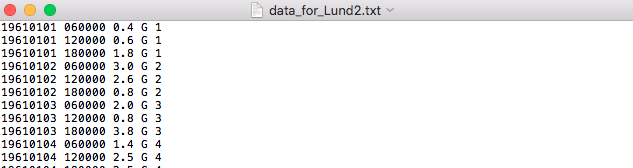 data_for_Lund2.txt
19610101 060000 0.4 G 1
19610101 120000 0.6 G 1
19610101 180000 1.8 G 1
19610102 060000 3.0 G 2
19610102 120000 2.6 G 2
19610102 180000 0.8 G 2
19610103 060000 2.0 G 3
19610103 120000 0.8 G 3
19610103 180000 3.8 G 3
19610104 060000 1.4 G 4
19610104 120000 2.5 G 4